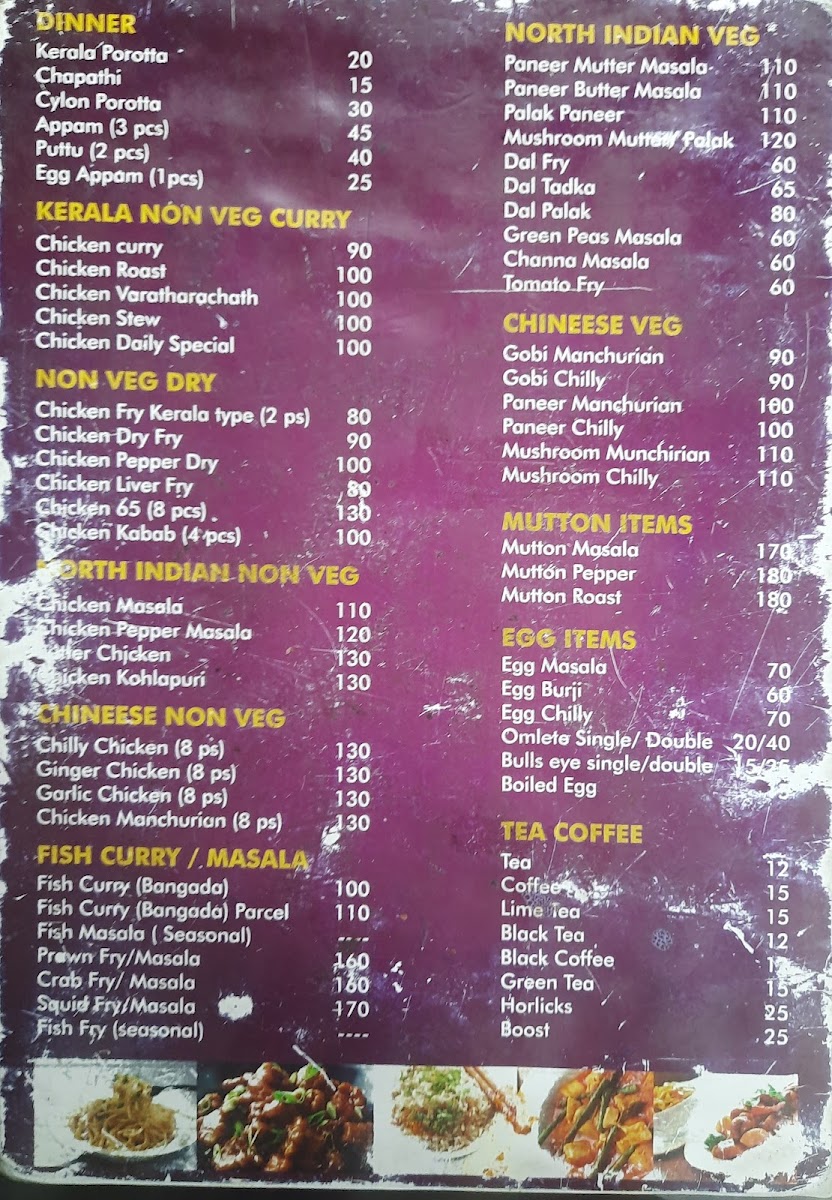 DINNER
Kerala Porotta 20
Chapathi 15
Cylon Porotta 30
Appam (3 pcs) 45
Puttu (2 pcs) 40
Egg Appam (1pcs) 25
KERALA NON VEG CURRY
Chicken curry 90
Chicken Roast 100
Chicken Varatharachath 100
Chicken Stew 100
Chicken Daily Special 100
NON VEG DRY
Chicken Fry Kerala type (2 ps) 80
Chicken Dry Fry 90
Chicken Pepper Dry 100
Chicken Liver Fry 80
Chicken 65 (8 pcs) 130
Chicken Kabab (4 pcs) 100
NORTH INDIAN NON VEG
Chicken Masala 110
Chicken Pepper Masala 120
Chicken 130
Chicken Kohlapuri 130
CHINEESE NON VEG
Chilly Chicken (8 ps) 130
Ginger Chicken (8 ps) 130
Garlic Chicken (8 ps) 130
Chicken Manchurian (8 ps) 130
FISH CURRY / MASALA
Fish Curry (Bangada) 100
Fish Curry (Bangada) Parcel 110
Fish Masala ( Seasonal) ----
Prawn Fry/Masala 160
Crab Fry/ Masala 160
Squid Fry/Masala 170
Fish Fry (seasonal) ----
NORTH INDIAN VEG
Paneer Mutter Masala 110
Paneer Butter Masala 110
Palak Paneer 110
Mushroom Mutter/ Palak 120
Dal Fry 60
Dal Tadka 65
Dal Palak 80
Green Peas Masala 60
Channa Masala 60
Tomato Fry 60
CHINEESE VEG
Gobi Manchurian 90
Gobi Chilly 90
Paneer Manchurian 100
Paneer Chilly 100
Mushroom Munchirian 110
Mushroom Chilly 110
MUTTON ITEMS
Mutton Masala 170
Mutton Pepper 180
Mutton Roast 180
EGG ITEMS
Egg Masala 70
Egg Burji 60
Egg Chilly 70
Omlete Single/ Double 20/40
Bulls eye single/double
Boiled Egg
TEA COFFEE
Tea 12
Coffee 15
Lime Tea 15
Black Tea 12
Black Coffee
Green Tea 15
Horlicks 25
Boost 25